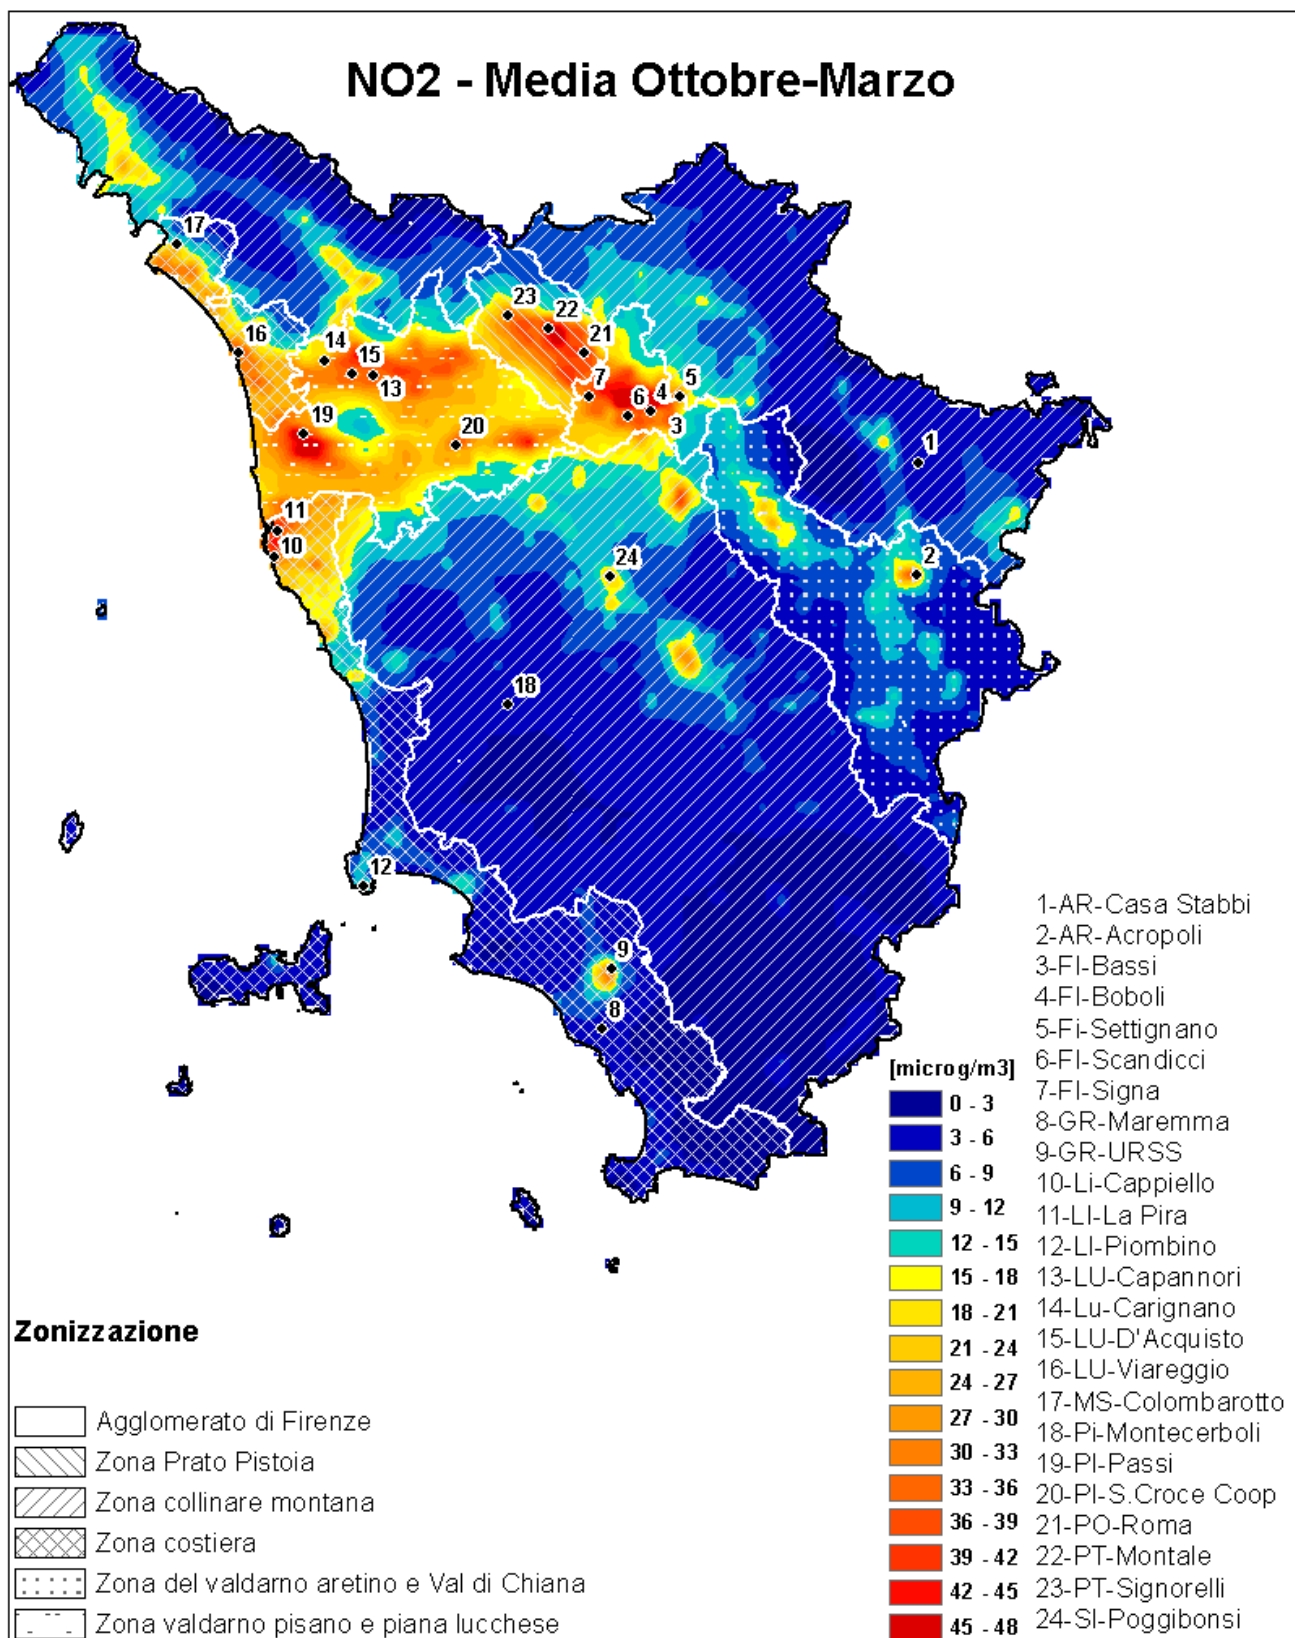 NO2 - Media Ottobre-Marzo
17
23
22
16
14
21
15
7
5
13
4
6
19
20
3
1
11
10
24
2
18
12
9
8
1-AR-Casa Stabbi
2-AR-Acropoli
3-FI-Bassi
4-FI-Boboli
5-Fi-Settignano
6-FI-Scandicci
7-FI-Signa
8-GR-Maremma
9-GR-URSS
10-Li-Cappiello
11-LI-La Pira
12-LI-Piombino
13-LU-Capannori
14-Lu-Carignano
15-LU-D'Acquisto
16-LU-Viareggio
17-MS-Colombarotto
18-Pi-Montecerboli
19-PI-Passi
20-PI-S.Croce Coop
21-PO-Roma
22-PT-Montale
23-PT-Signorelli
24-SI-Poggibonsi
[microg/m3]
0 - 3
3 - 6
6 - 9
9 - 12
12 - 15
15 - 18
18 - 21
21 - 24
24 - 27
27 - 30
30 - 33
33 - 36
36 - 39
39 - 42
42 - 45
45 - 48
Zonizzazione
Agglomerato di Firenze
Zona Prato Pistoia
Zona collinare montana
Zona costiera
Zona del valdarno aretino e Val di Chiana
Zona valdarno pisano e piana lucchese